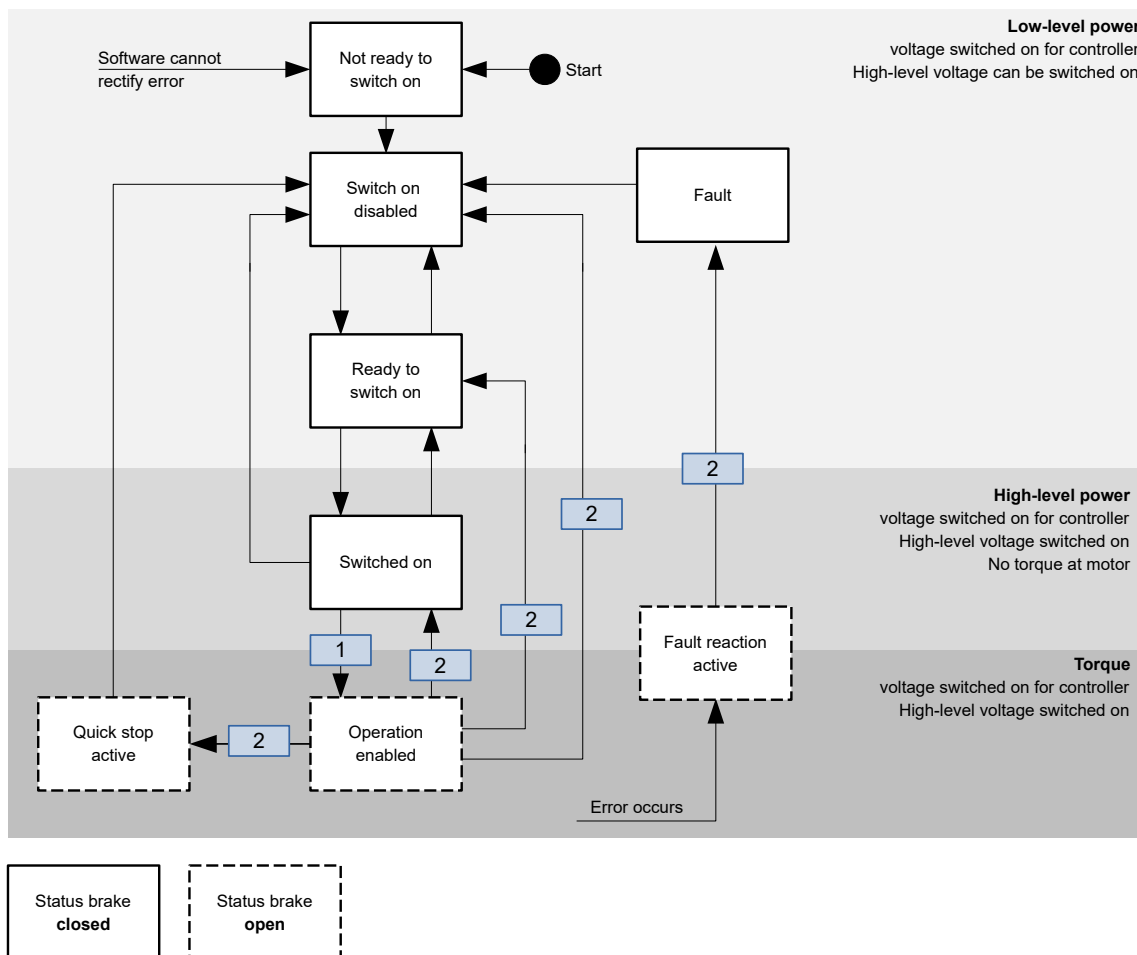 Low-level power
voltage switched on for controller
High-level voltage can be switched on
Software cannot
rectify error
Not ready to
switch on
Start
Switch on
disabled
Fault
Ready to
switch on
2
High-level power
voltage switched on for controller
High-level voltage switched on
No torque at motor
2
Switched on
2
Fault reaction
active
1
2
Torque
voltage switched on for controller
High-level voltage switched on
Quick stop
active
2
Operation
enabled
Error occurs
Status brake
closed
Status brake
open